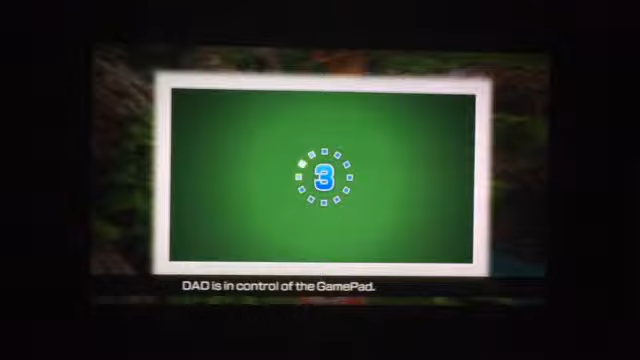 3
DAD is in control of the GamePad.